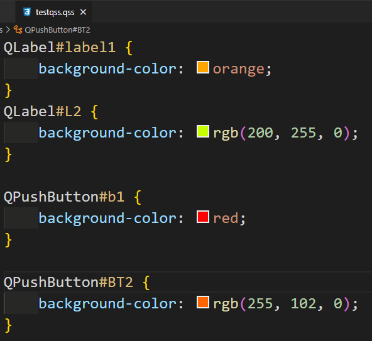 testqss.qss ×
s > QPushButton#BT2
QLabel#label1 {
    background-color: orange;
}
QLabel#L2 {
    background-color: rgb(200, 255, 0);
}
QPushButton#b1 {
    background-color: red;
}
QPushButton#BT2 {
    background-color: rgb(255, 102, 0);
}